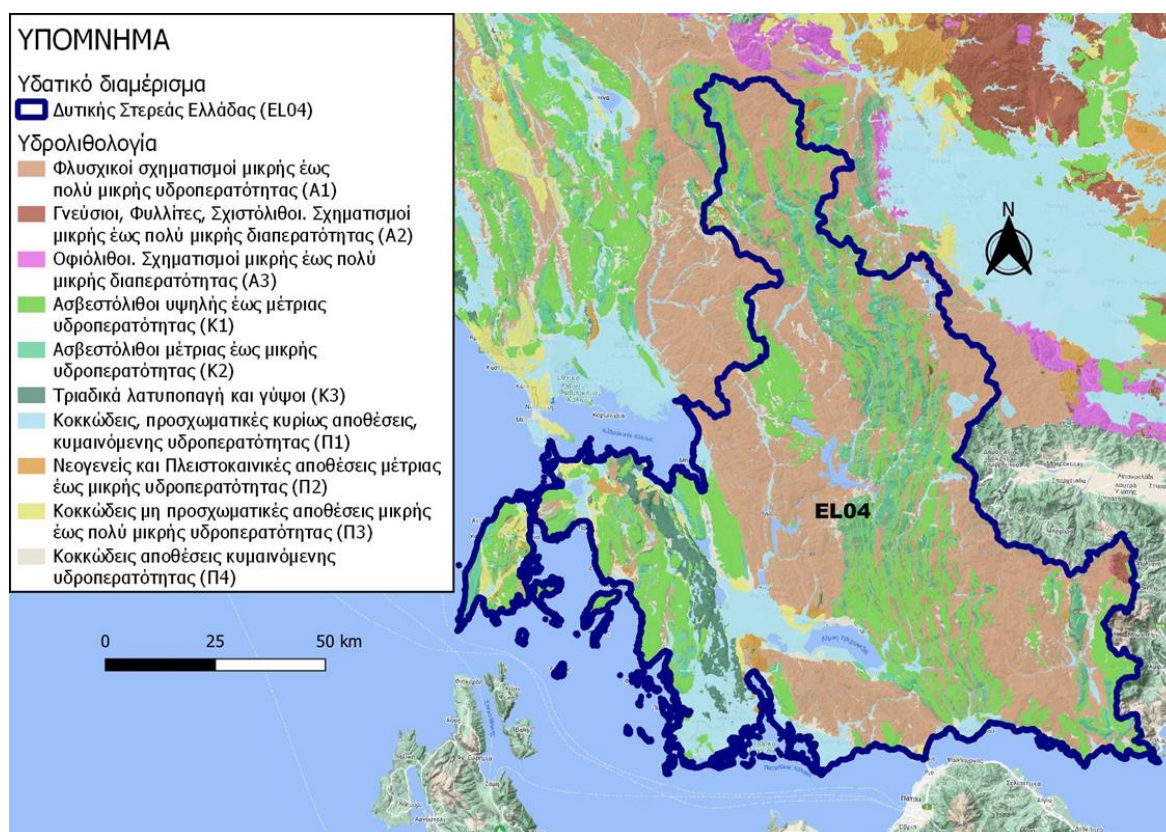 ΥΠΟΜΝΗΜΑ
Υδατικό διαμέρισμα
Δυτικής Στερεάς Ελλάδας (EL04)
Υδρολιθολογία
Φλυσχικοί σχηματισμοί μικρής έως
πολύ μικρής υδροπερατότητας (Α1)
Γνεύσιοι, Φυλλίτες, Σχιστόλιθοι. Σχηματισμοί
μικρής έως πολύ μικρής διαπερατότητας (Α2)
Οφιόλιθοι. Σχηματισμοί μικρής έως πολύ
μικρής διαπερατότητας (Α3)
Ασβεστόλιθοι υψηλής έως μέτριας
υδροπερατότητας (Κ1)
Ασβεστόλιθοι μέτριας έως μικρής
υδροπερατότητας (Κ2)
Τριαδικά λατυποπαγή και γύψοι (Κ3)
Κοκκώδεις, προσχωματικές κυρίως αποθέσεις,
κυμαινόμενης υδροπερατότητας (Π1)
Νεογενείς και Πλειστοκαινικές αποθέσεις μέτριας
έως μικρής υδροπερατότητας (Π2)
Κοκκώδεις μη προσχωματικές αποθέσεις μικρής
έως πολύ μικρής υδροπερατότητας (Π3)
Κοκκώδεις αποθέσεις κυμαινόμενης
υδροπερατότητας (Π4)
N
EL04
0 25 50 km
Πάτρα